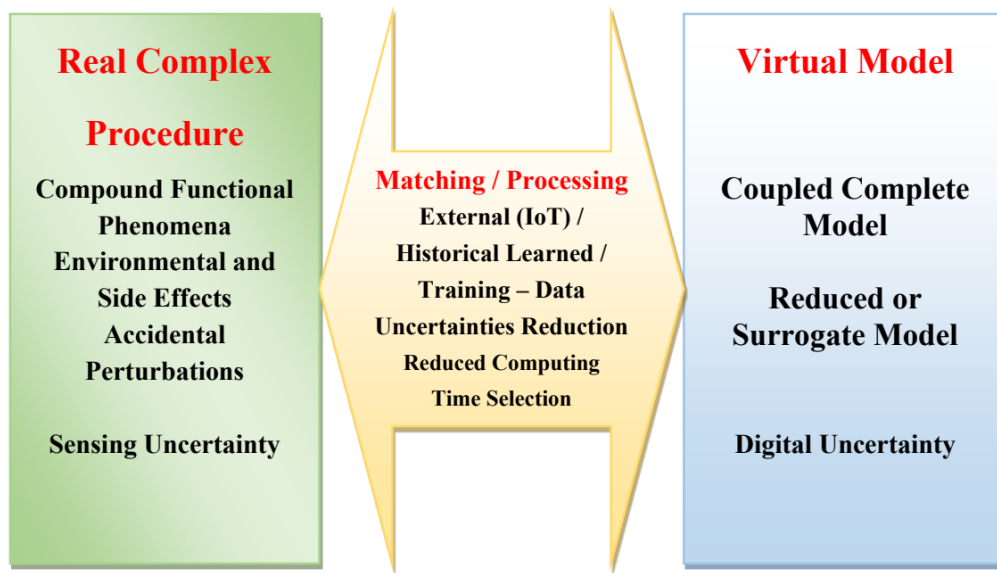 Real Complex
Procedure
Compound Functional
Phenomena
Environmental and
Side Effects
Accidental
Perturbations
Sensing Uncertainty
Matching / Processing
External (IoT) /
Historical Learned /
Training – Data
Uncertainties Reduction
Reduced Computing
Time Selection
Virtual Model
Coupled Complete
Model
Reduced or
Surrogate Model
Digital Uncertainty